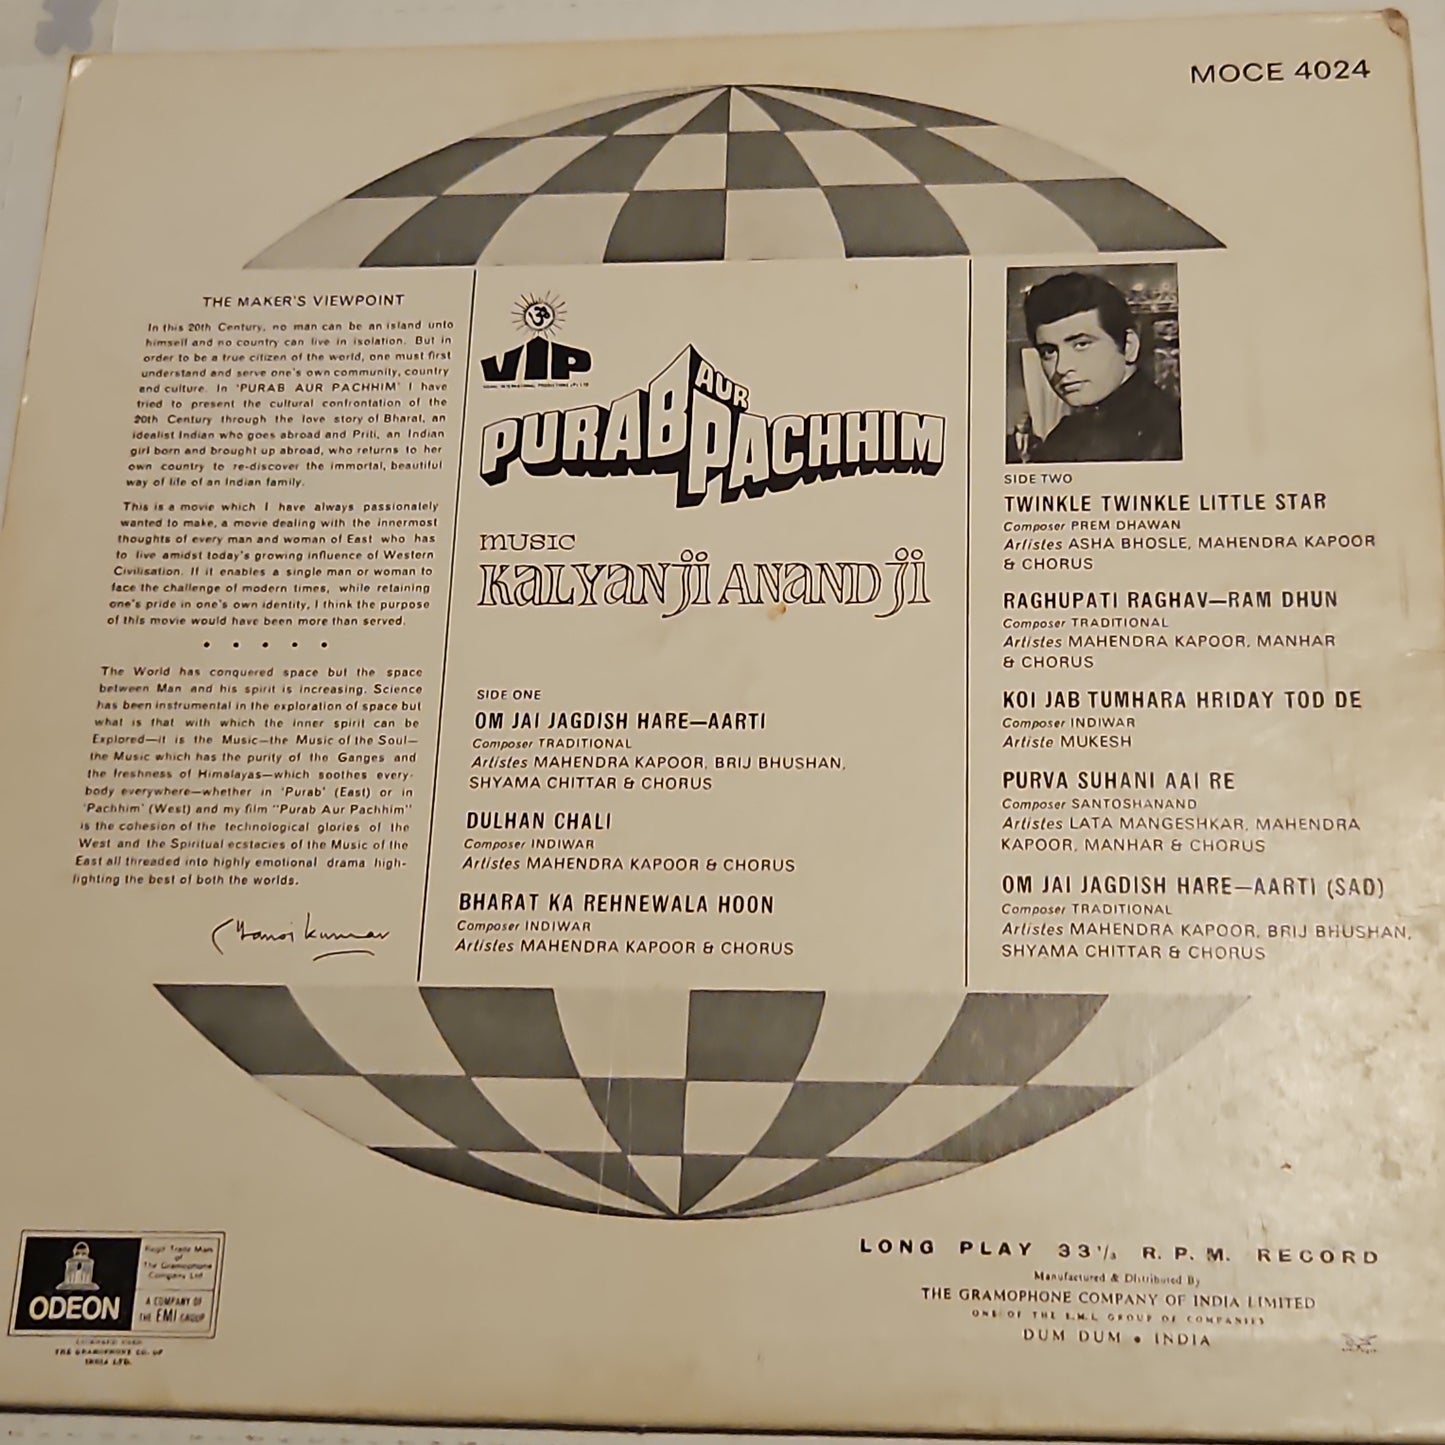 MOCE 4024
THE MAKER'S VIEWPOINT
In this 20th Century, no man can be an island unto
himself and no country can live in isolation. But in
order to be a true citizen of the world, one must first
understand and serve one's own community, country
and culture. In 'PURAB AUR PACHHIM' I have
tried to present the cultural confrontation of the
20th Century through the love story of Bharat, an
idealist Indian who goes abroad and Priti, an Indian
girl born and brought up abroad, who returns to her
own country to re-discover the immortal, beautiful
way of life of an Indian family.
This is a movie which I have always passionately
wanted to make, a movie dealing with the innermost
thoughts of every man and woman of East who has
to live amidst today's growing influence of Western
Civilisation. If it enables a single man or woman to
face the challenge of modern times, while retaining
one's pride in one's own identity, I think the purpose
of this movie would have been more than served.
• • • • •
The World has conquered space but the space
between Man and his spirit is increasing. Science
has been instrumental in the exploration of space but
what is that with which the inner spirit can be
Explored—it is the Music—the Music of the Soul—
the Music which has the purity of the Ganges and
the freshness of Himalayas—which soothes every-
body everywhere—whether in 'Purab' (East) or in
'Pachhim' (West) and my film "Purab Aur Pachhim"
is the cohesion of the technological glories of the
West and the Spiritual ecstacies of the Music of the
East all threaded into highly emotional drama high-
lighting the best of both the worlds.
Manoj Kumar
ॐ
VIP
PURAB AUR PACHHIM
MUSIC
KALYANJI ANANDJI
SIDE ONE
OM JAI JAGDISH HARE—AARTI
Composer TRADITIONAL
Artistes MAHENDRA KAPOOR, BRIJ BHUSHAN,
SHYAMA CHITTAR & CHORUS
DULHAN CHALI
Composer INDIWAR
Artistes MAHENDRA KAPOOR & CHORUS
BHARAT KA REHNEWALA HOON
Composer INDIWAR
Artistes MAHENDRA KAPOOR & CHORUS
SIDE TWO
TWINKLE TWINKLE LITTLE STAR
Composer PREM DHAWAN
Artistes ASHA BHOSLE, MAHENDRA KAPOOR
& CHORUS
RAGHUPATI RAGHAV—RAM DHUN
Composer TRADITIONAL
Artistes MAHENDRA KAPOOR, MANHAR
& CHORUS
KOI JAB TUMHARA HRIDAY TOD DE
Composer INDIWAR
Artiste MUKESH
PURVA SUHANI AAI RE
Composer SANTOSHANAND
Artistes LATA MANGESHKAR, MAHENDRA
KAPOOR, MANHAR & CHORUS
OM JAI JAGDISH HARE—AARTI (SAD)
Composer TRADITIONAL
Artistes MAHENDRA KAPOOR, BRIJ BHUSHAN,
SHYAMA CHITTAR & CHORUS
ODEON
Regd Trade Mark
of
The Gramophone
Company Ltd
A COMPANY OF
THE EMI GROUP
THE GRAMOPHONE CO. OF
INDIA LTD.
LONG PLAY 33⅓ R.P.M. RECORD
Manufactured & Distributed By
THE GRAMOPHONE COMPANY OF INDIA LIMITED
ONE OF THE E.M.I. GROUP OF COMPANIES
DUM DUM • INDIA